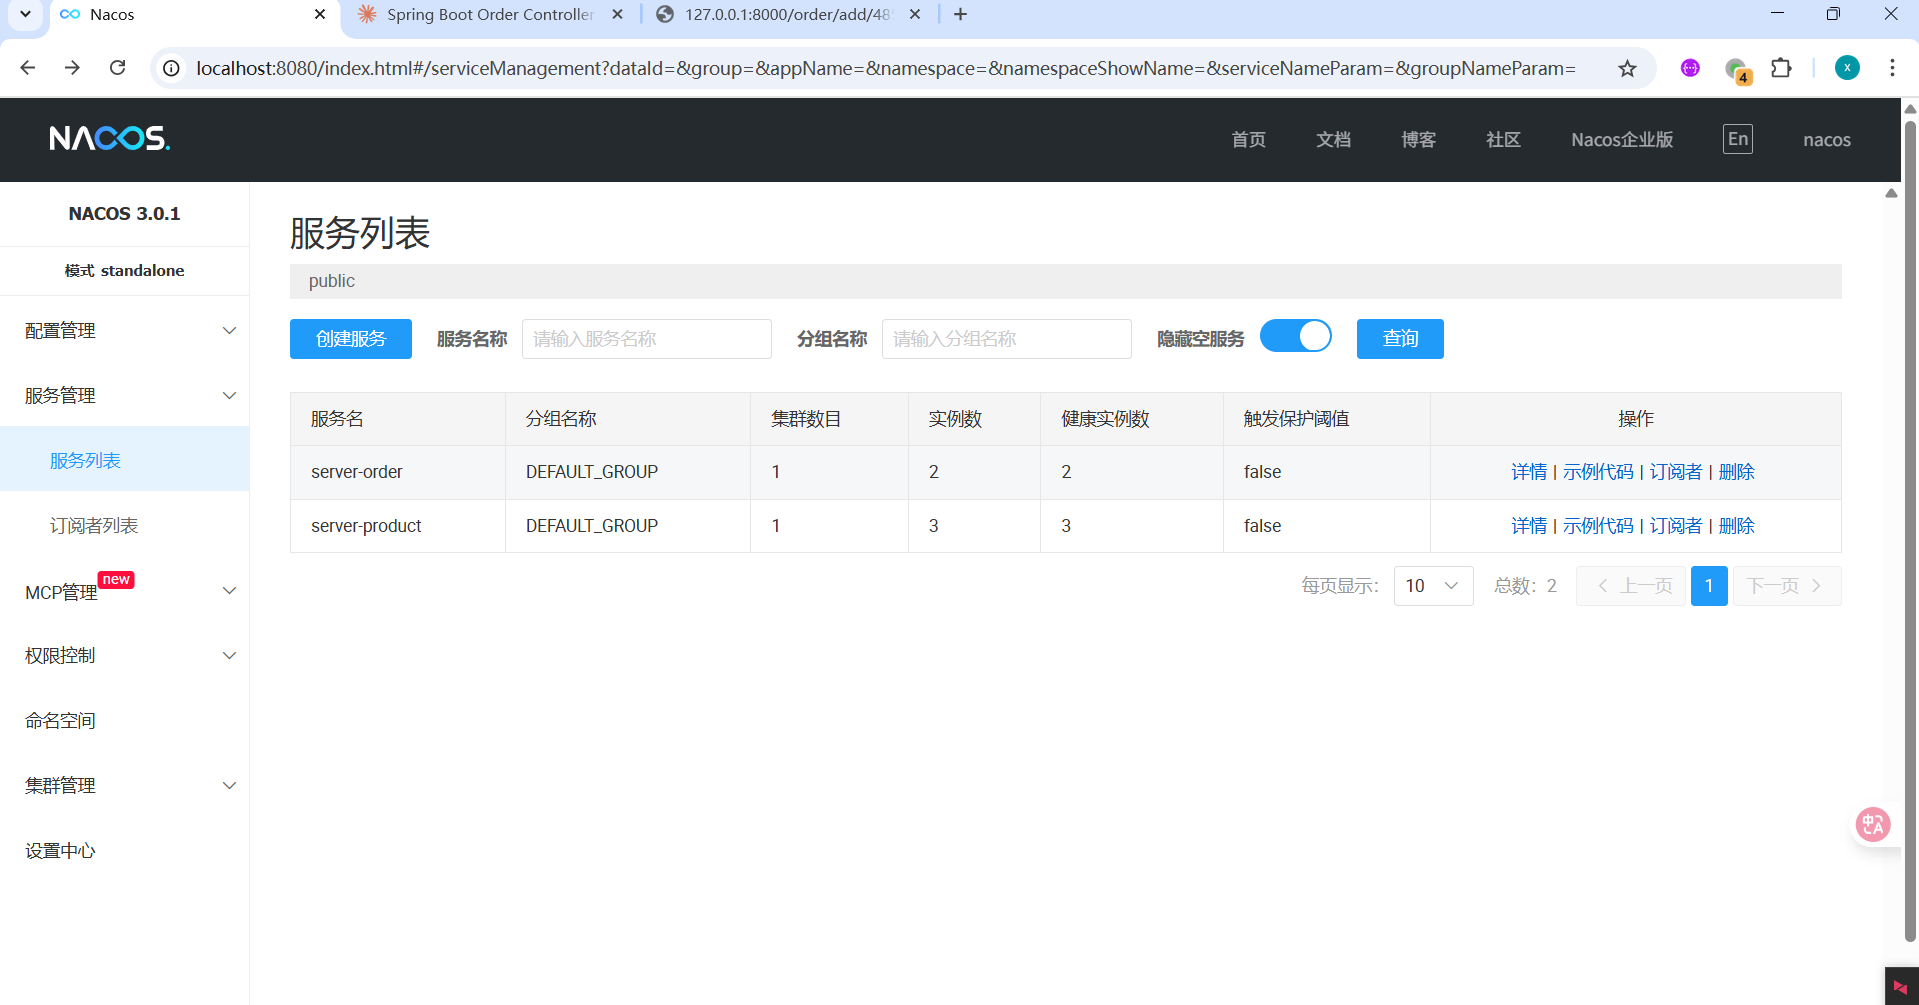 Nacos
Spring Boot Order Controller
127.0.0.1:8000/order/add/48
localhost:8080/index.html#/serviceManagement?dataId=&group=&appName=&namespace=&namespaceShowName=&serviceNameParam=&groupNameParam=
4
x
NACOS.
首页 文档 博客 社区 Nacos企业版 En nacos
NACOS 3.0.1
模式 standalone
配置管理
服务管理
服务列表
订阅者列表
MCP管理 new
权限控制
命名空间
集群管理
设置中心
服务列表
public
创建服务 服务名称 请输入服务名称 分组名称 请输入分组名称 隐藏空服务 查询
服务名 分组名称 集群数目 实例数 健康实例数 触发保护阈值 操作
server-order DEFAULT_GROUP 1 2 2 false 详情 | 示例代码 | 订阅者 | 删除
server-product DEFAULT_GROUP 1 3 3 false 详情 | 示例代码 | 订阅者 | 删除
每页显示: 10 总数: 2 上一页 1 下一页
中 A